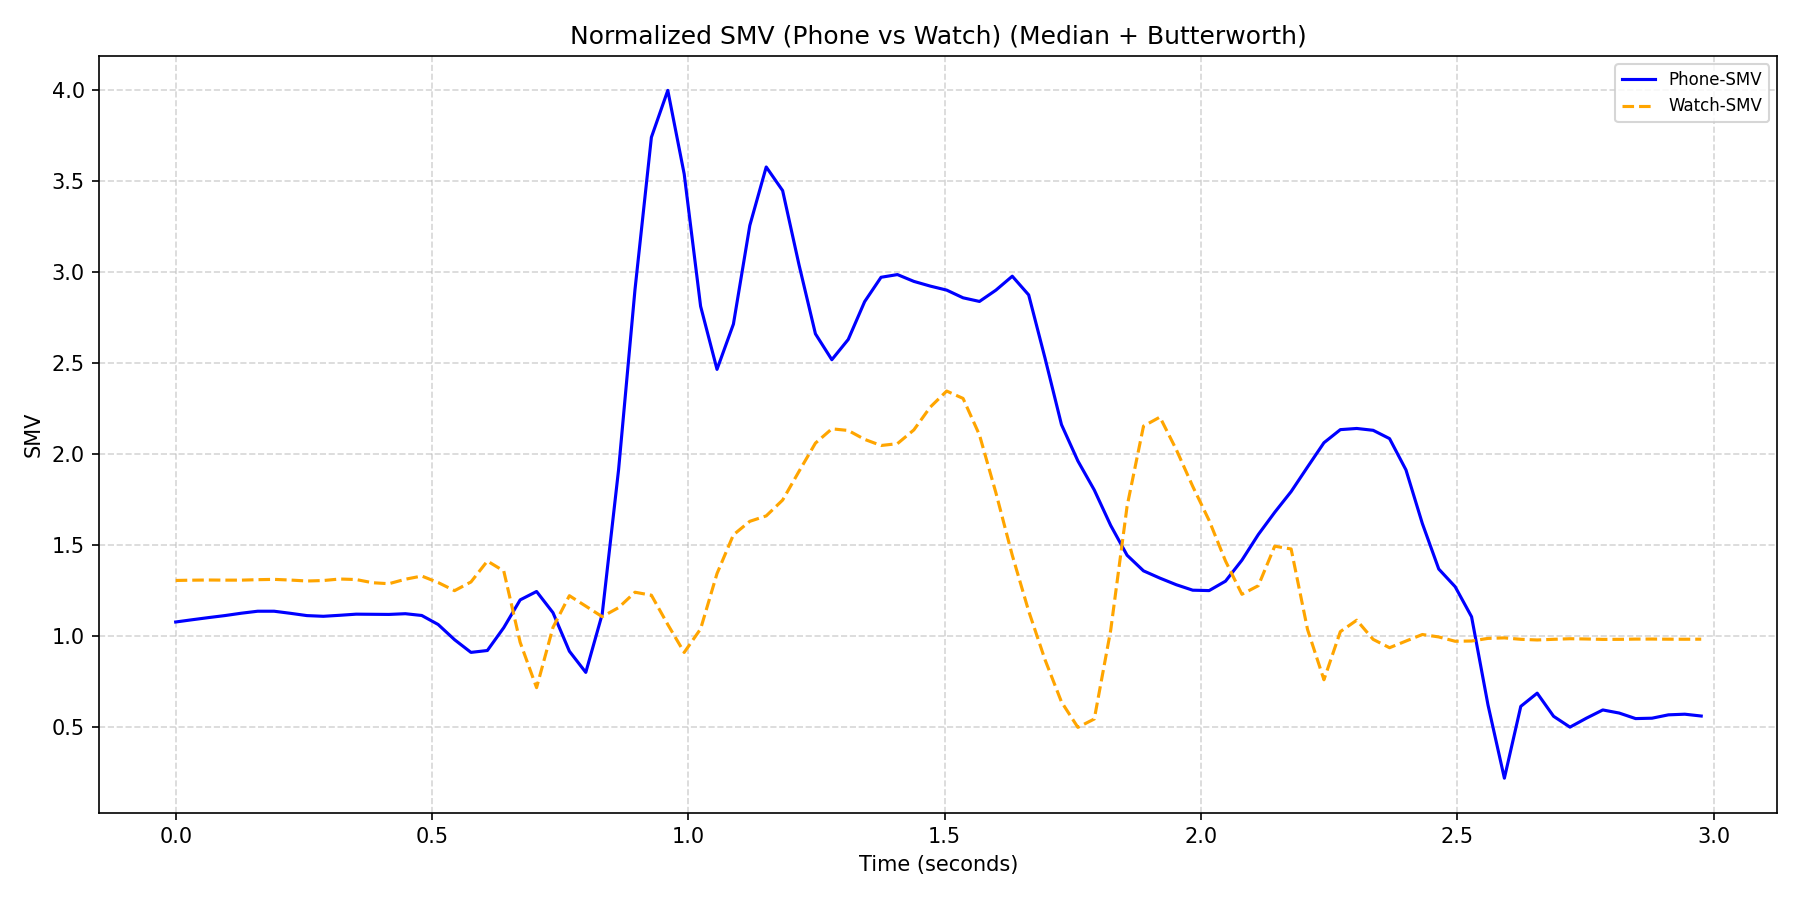 Normalized SMV (Phone vs Watch) (Median + Butterworth)
Phone-SMV
Watch-SMV
4.0
3.5
3.0
2.5
2.0
1.5
1.0
0.5
SMV
0.0 0.5 1.0 1.5 2.0 2.5 3.0
Time (seconds)